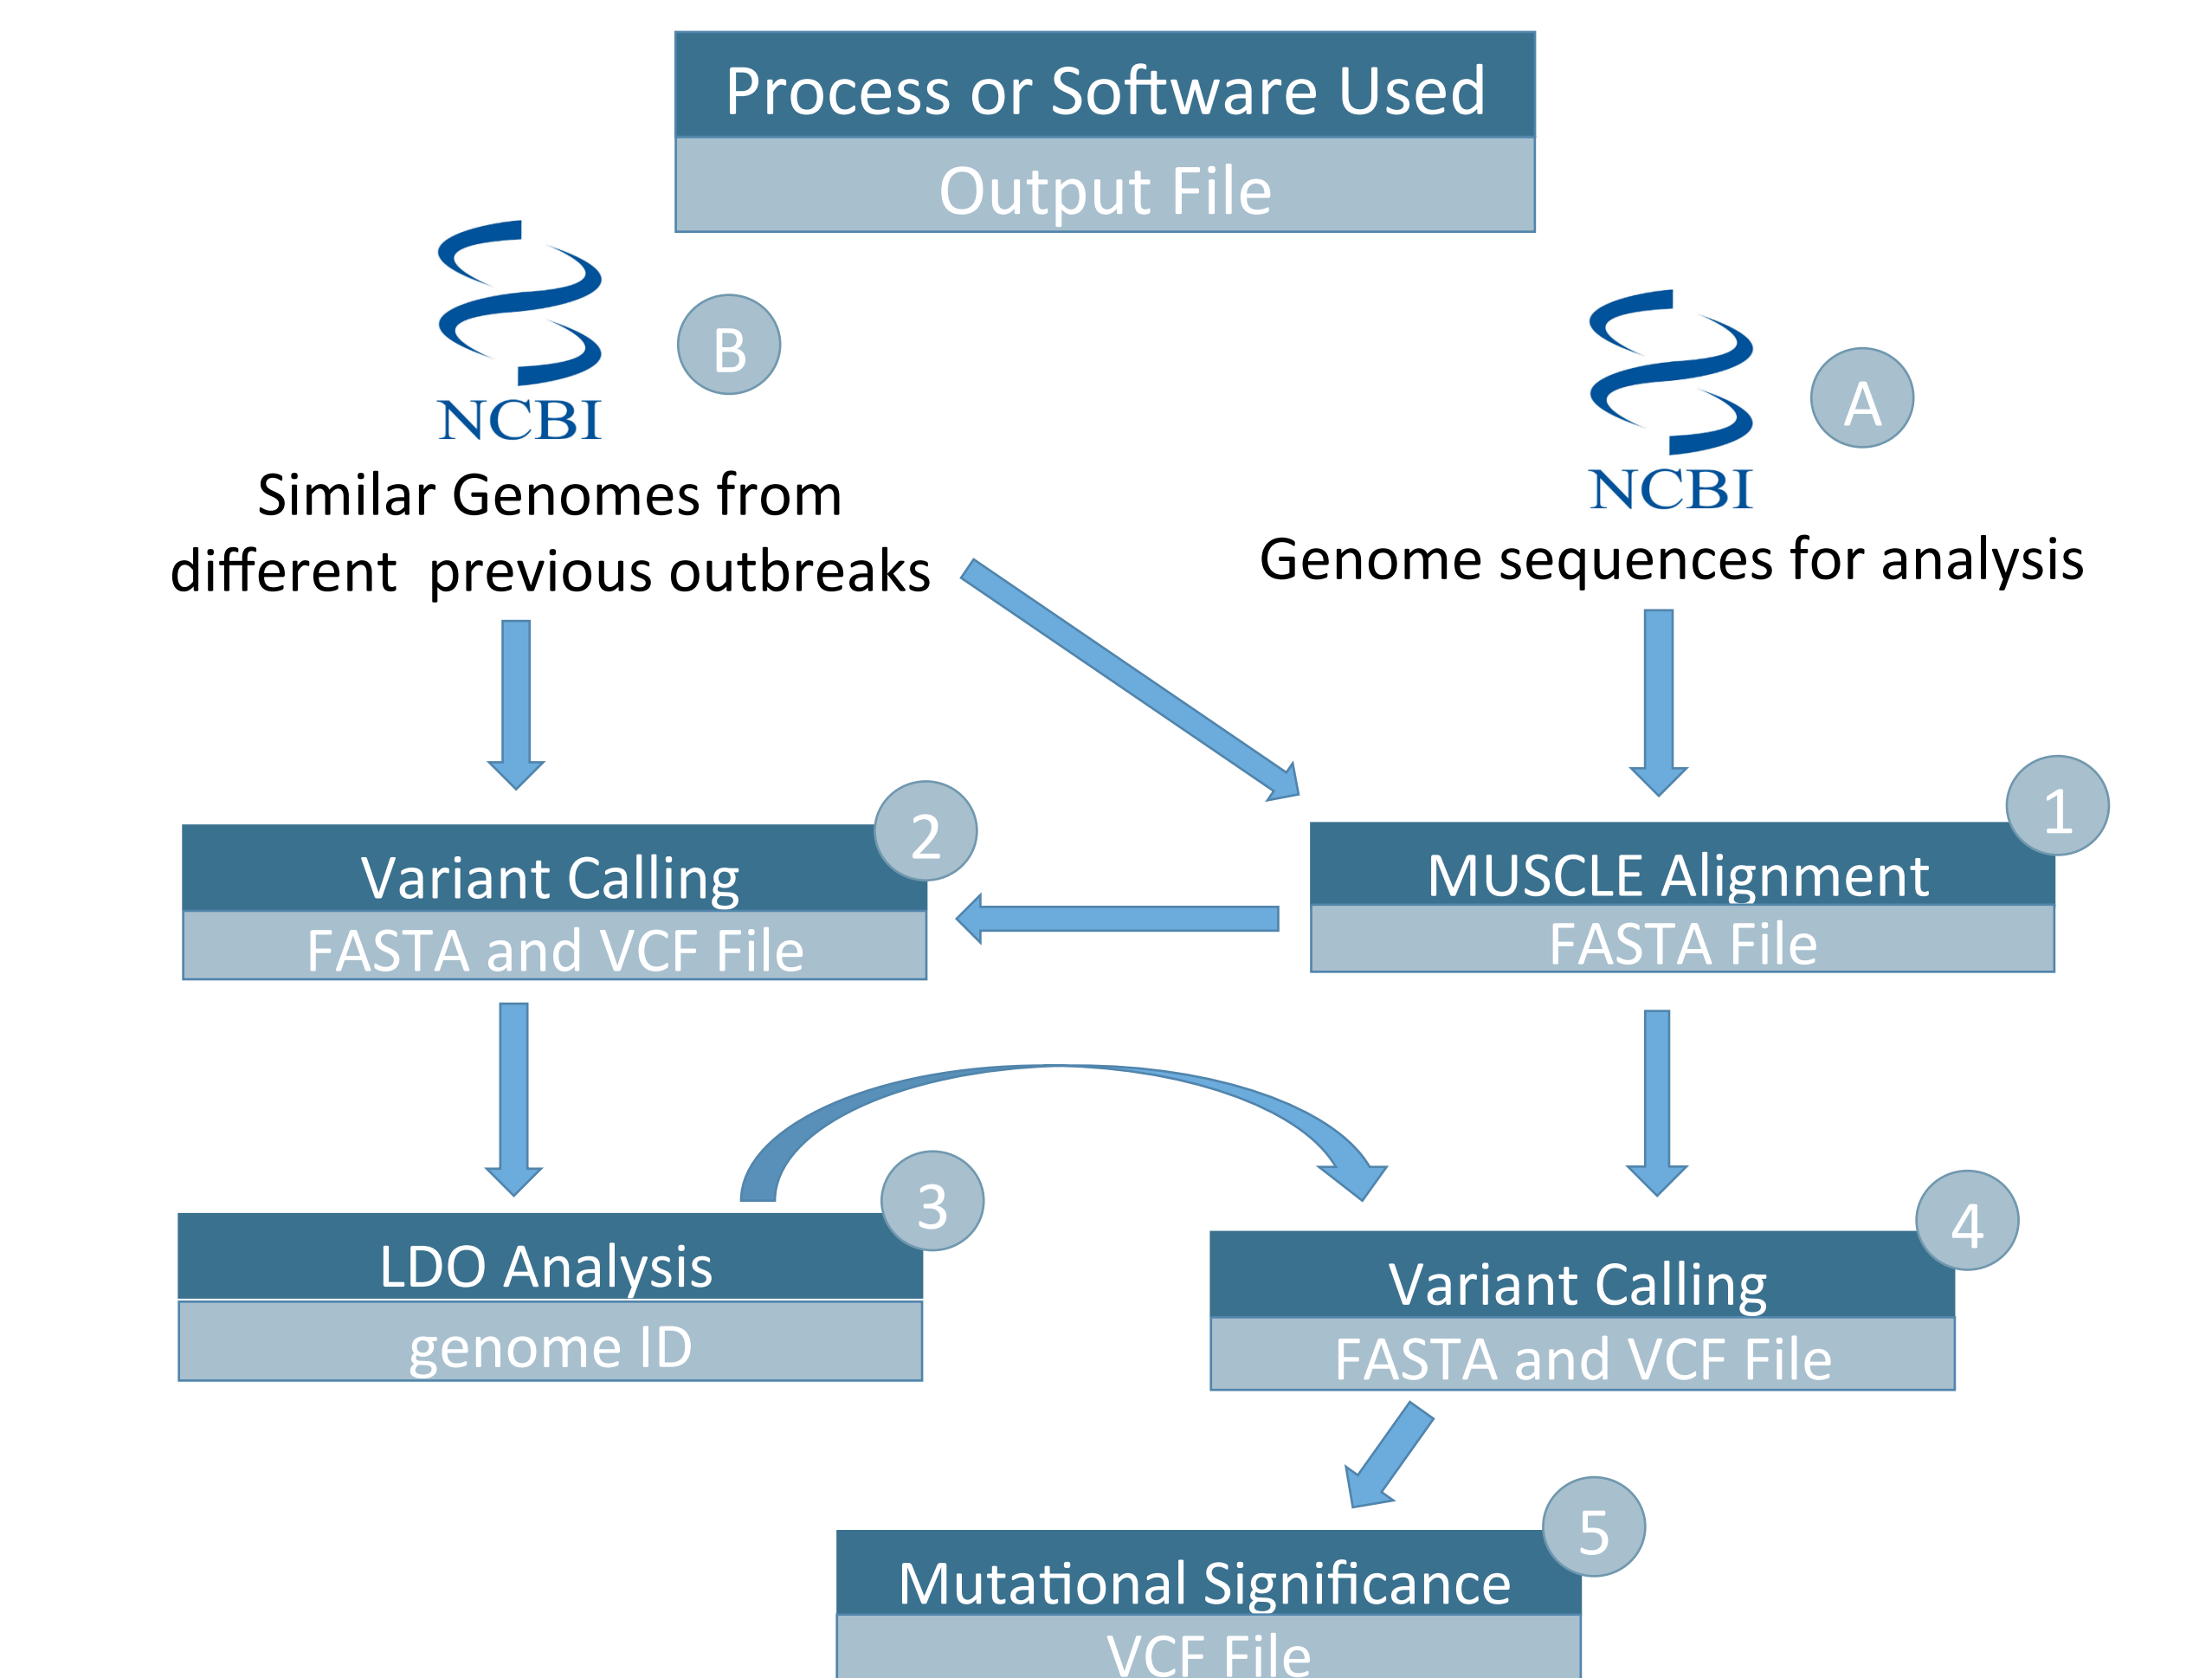 Process or Software Used
Output File
B
NCBI
Similar Genomes from
different previous outbreaks
A
NCBI
Genome sequences for analysis
2
Variant Calling
FASTA and VCF File
1
MUSCLE Alignment
FASTA File
3
LDO Analysis
genome ID
4
Variant Calling
FASTA and VCF File
5
Mutational Significance
VCF File